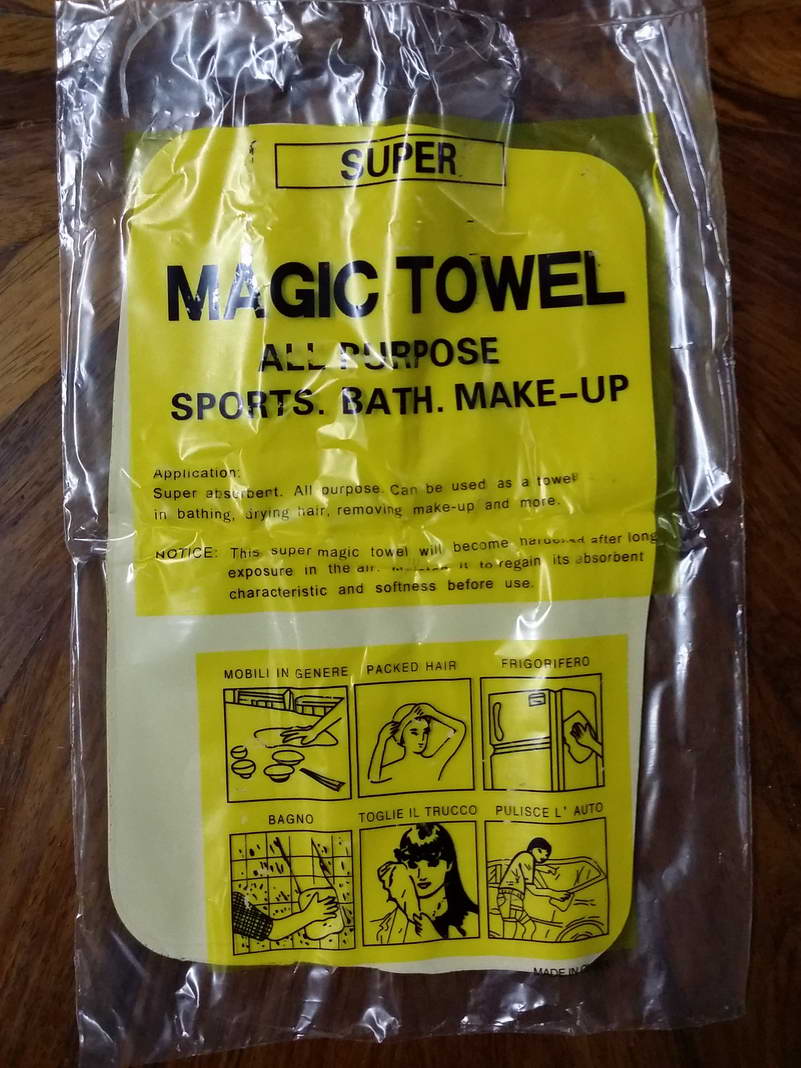 SUPER
MAGIC TOWEL
ALL PURPOSE
SPORTS. BATH. MAKE-UP
Application:
Super absorbent. All purpose. Can be used as a towel
in bathing, drying hair, removing make-up and more.
NOTICE: This super magic towel will become hardened after long
exposure in the air. it to regain its absorbent
characteristic and softness before use.
MOBILI IN GENERE PACKED HAIR FRIGORIFERO
BAGNO TOGLIE IL TRUCCO PULISCE L' AUTO
MADE IN